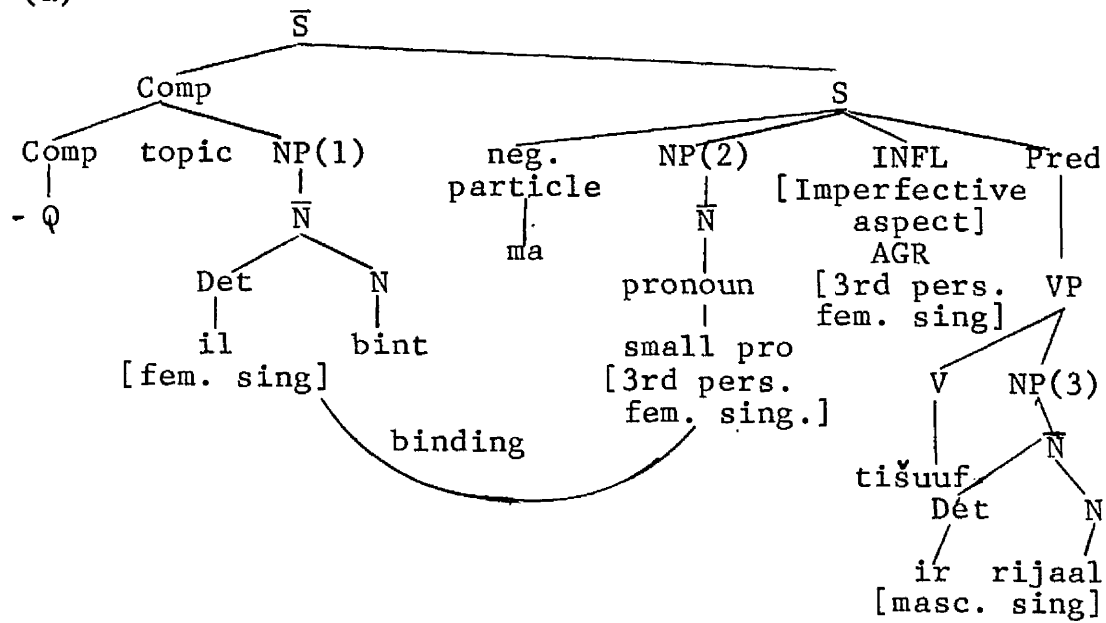 S̄
Comp S
Comp topic NP(1) neg. NP(2) INFL Pred
particle [Imperfective
- Q N̄ N̄ aspect]
ma AGR
Det N pronoun [3rd pers. VP
fem. sing]
il bint small pro
[fem. sing] [3rd pers. V NP(3)
fem. sing.]
binding N̄
tišuuf
Det N
ir rijaal
[masc. sing]